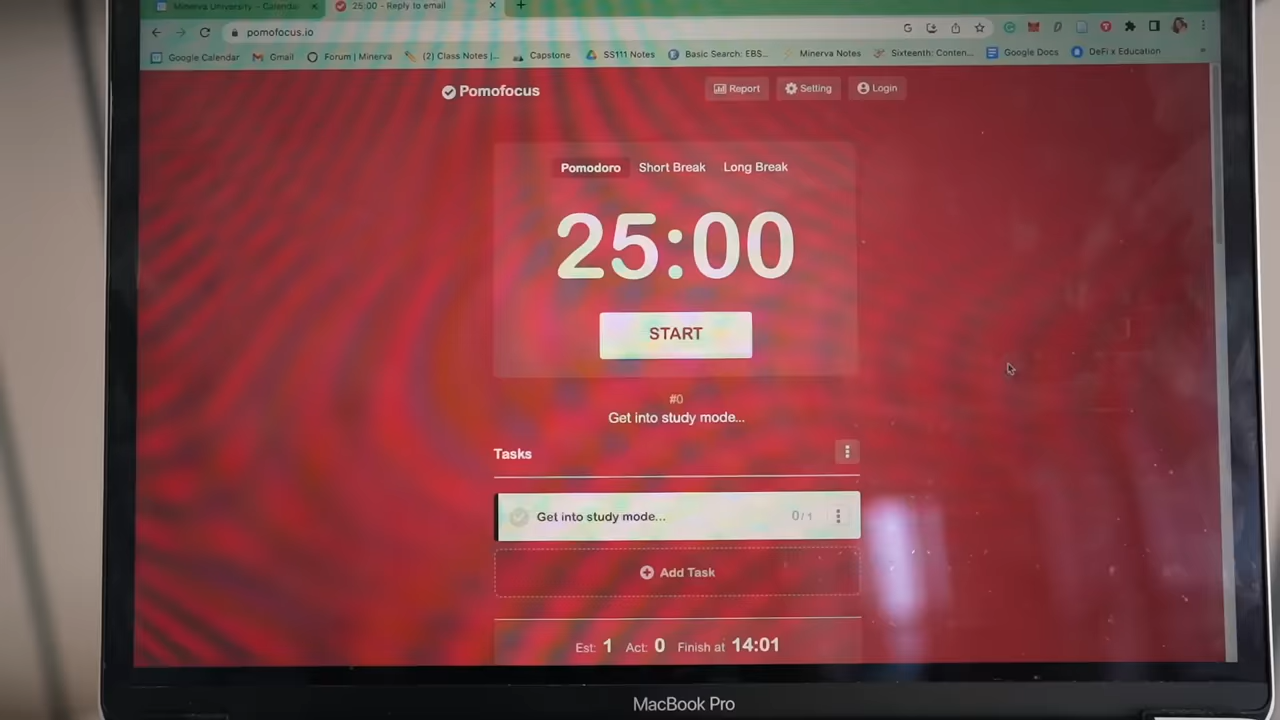 Minerva University - Calendar
25:00 - Reply to email
pomofocus.io
Google Calendar Gmail Forum | Minerva (2) Class Notes |... Capstone SS111 Notes Basic Search: EBS... Minerva Notes Sixteenth: Conten... Google Docs DeFi x Education
Pomofocus
Report Setting Login
Pomodoro Short Break Long Break
25:00
START
#0
Get into study mode...
Tasks
Get into study mode... 0/1
Add Task
Est: 1 Act: 0 Finish at 14:01
MacBook Pro